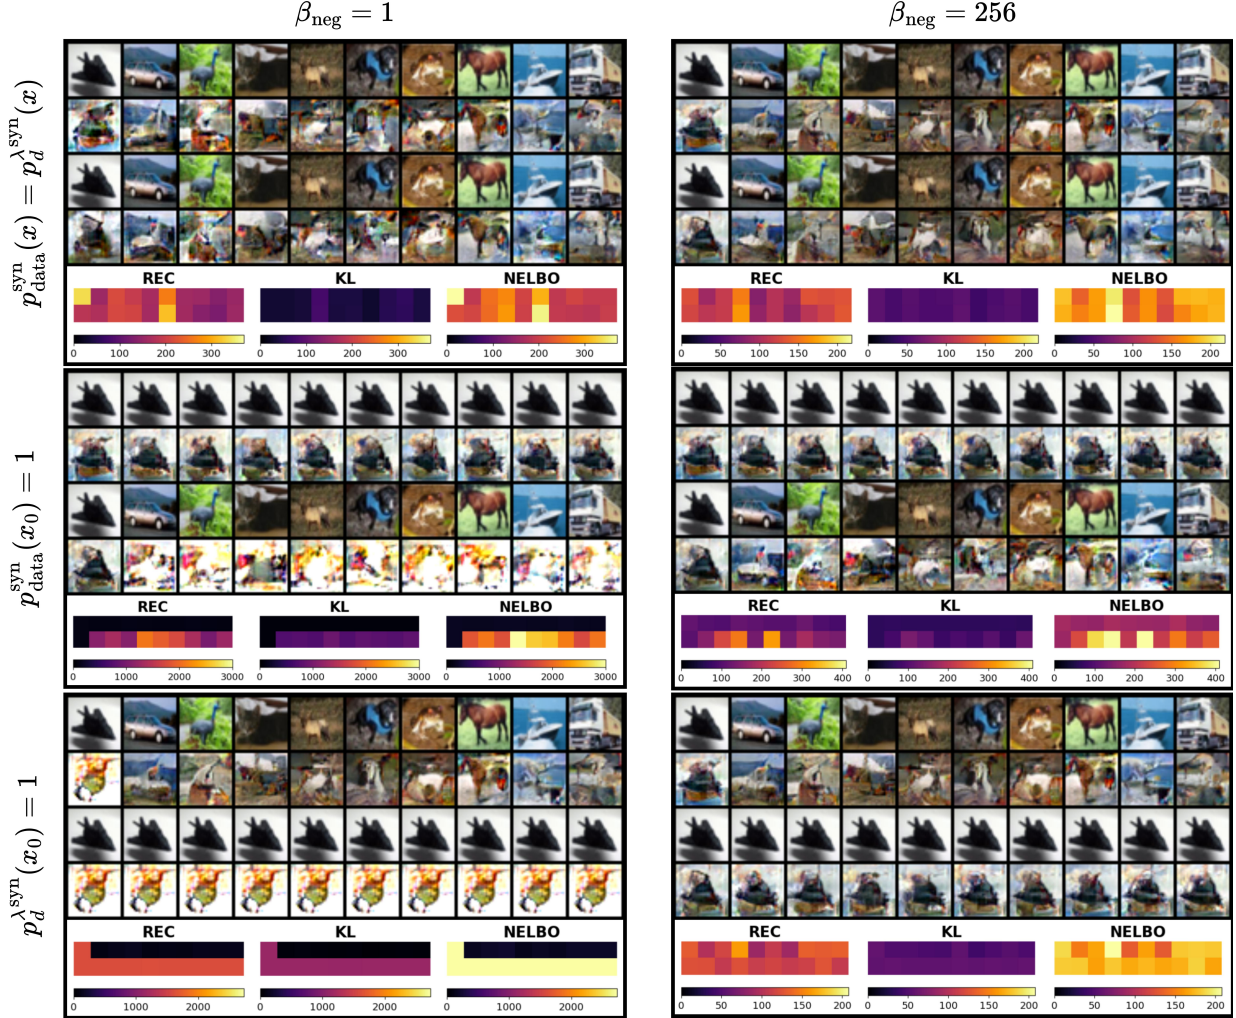 β_neg = 1
β_neg = 256
p_data^syn(x) = p_d^λ^syn(x)
REC KL NELBO
0 100 200 300 0 100 200 300 0 100 200 300
REC KL NELBO
0 50 100 150 200 0 50 100 150 200 0 50 100 150 200
p_data^syn(x_0) = 1
REC KL NELBO
0 1000 2000 3000 0 1000 2000 3000 0 1000 2000 3000
REC KL NELBO
0 100 200 300 400 0 100 200 300 400 0 100 200 300 400
p_d^λ^syn(x_0) = 1
REC KL NELBO
0 1000 2000 0 1000 2000 0 1000 2000
REC KL NELBO
0 50 100 150 200 0 50 100 150 200 0 50 100 150 200